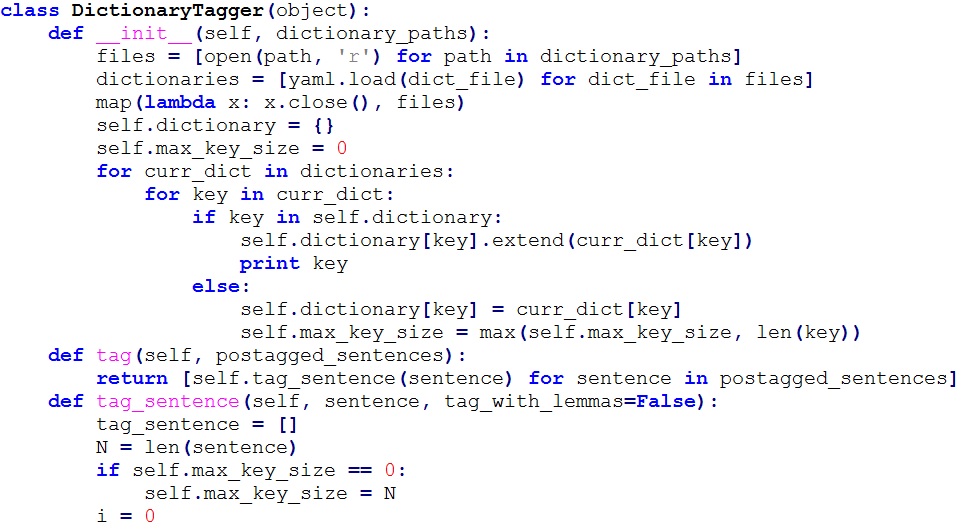 class DictionaryTagger(object):
    def __init__(self, dictionary_paths):
        files = [open(path, 'r') for path in dictionary_paths]
        dictionaries = [yaml.load(dict_file) for dict_file in files]
        map(lambda x: x.close(), files)
        self.dictionary = {}
        self.max_key_size = 0
        for curr_dict in dictionaries:
            for key in curr_dict:
                if key in self.dictionary:
                    self.dictionary[key].extend(curr_dict[key])
                    print key
                else:
                    self.dictionary[key] = curr_dict[key]
                    self.max_key_size = max(self.max_key_size, len(key))
    def tag(self, postagged_sentences):
        return [self.tag_sentence(sentence) for sentence in postagged_sentences]
    def tag_sentence(self, sentence, tag_with_lemmas=False):
        tag_sentence = []
        N = len(sentence)
        if self.max_key_size == 0:
            self.max_key_size = N
        i = 0